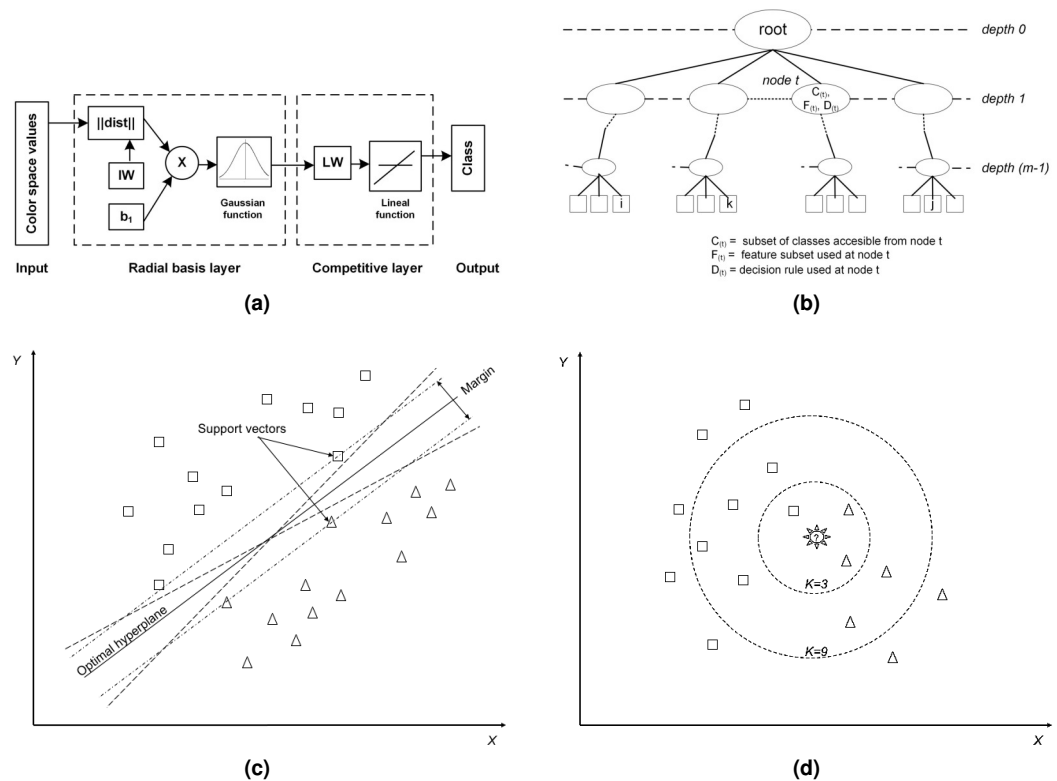 Color space values
||dist||
IW
b₁
X
Gaussian
function
LW
Lineal
function
Class
Input
Radial basis layer
Competitive layer
Output
(a)
root
depth 0
node t
C(t),
F(t), D(t)
depth 1
depth (m-1)
i
k
j
C(t) = subset of classes accesible from node t
F(t) = feature subset used at node t
D(t) = decision rule used at node t
(b)
Y
Margin
Support vectors
Optimal hyperplane
X
(c)
Y
?
K=3
K=9
X
(d)